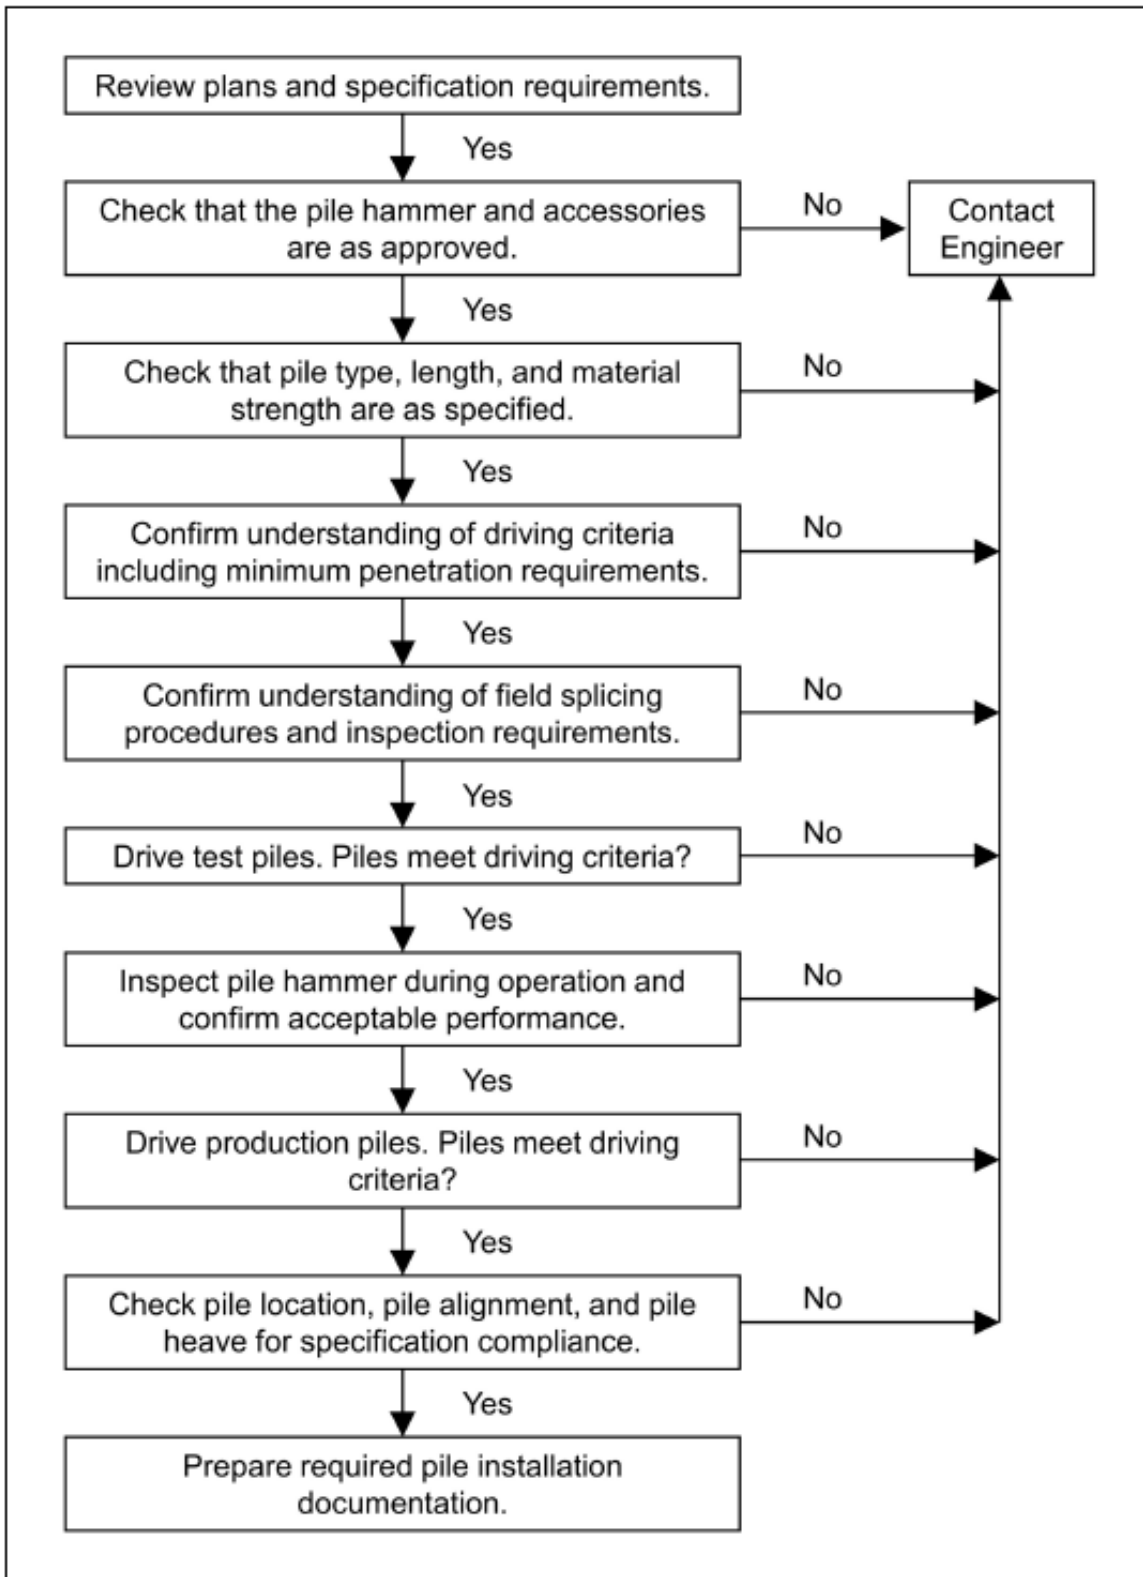 Review plans and specification requirements.
Yes
Check that the pile hammer and accessories
are as approved.
No
Contact
Engineer
Yes
Check that pile type, length, and material
strength are as specified.
No
Yes
Confirm understanding of driving criteria
including minimum penetration requirements.
No
Yes
Confirm understanding of field splicing
procedures and inspection requirements.
No
Yes
Drive test piles. Piles meet driving criteria?
No
Yes
Inspect pile hammer during operation and
confirm acceptable performance.
No
Yes
Drive production piles. Piles meet driving
criteria?
No
Yes
Check pile location, pile alignment, and pile
heave for specification compliance.
No
Yes
Prepare required pile installation
documentation.